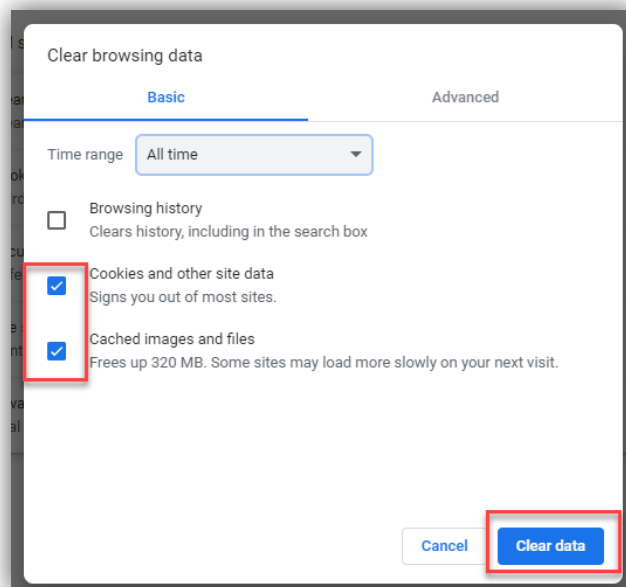 Clear browsing data
Basic Advanced
Time range All time
Browsing history
Clears history, including in the search box
Cookies and other site data
Signs you out of most sites.
Cached images and files
Frees up 320 MB. Some sites may load more slowly on your next visit.
Cancel Clear data